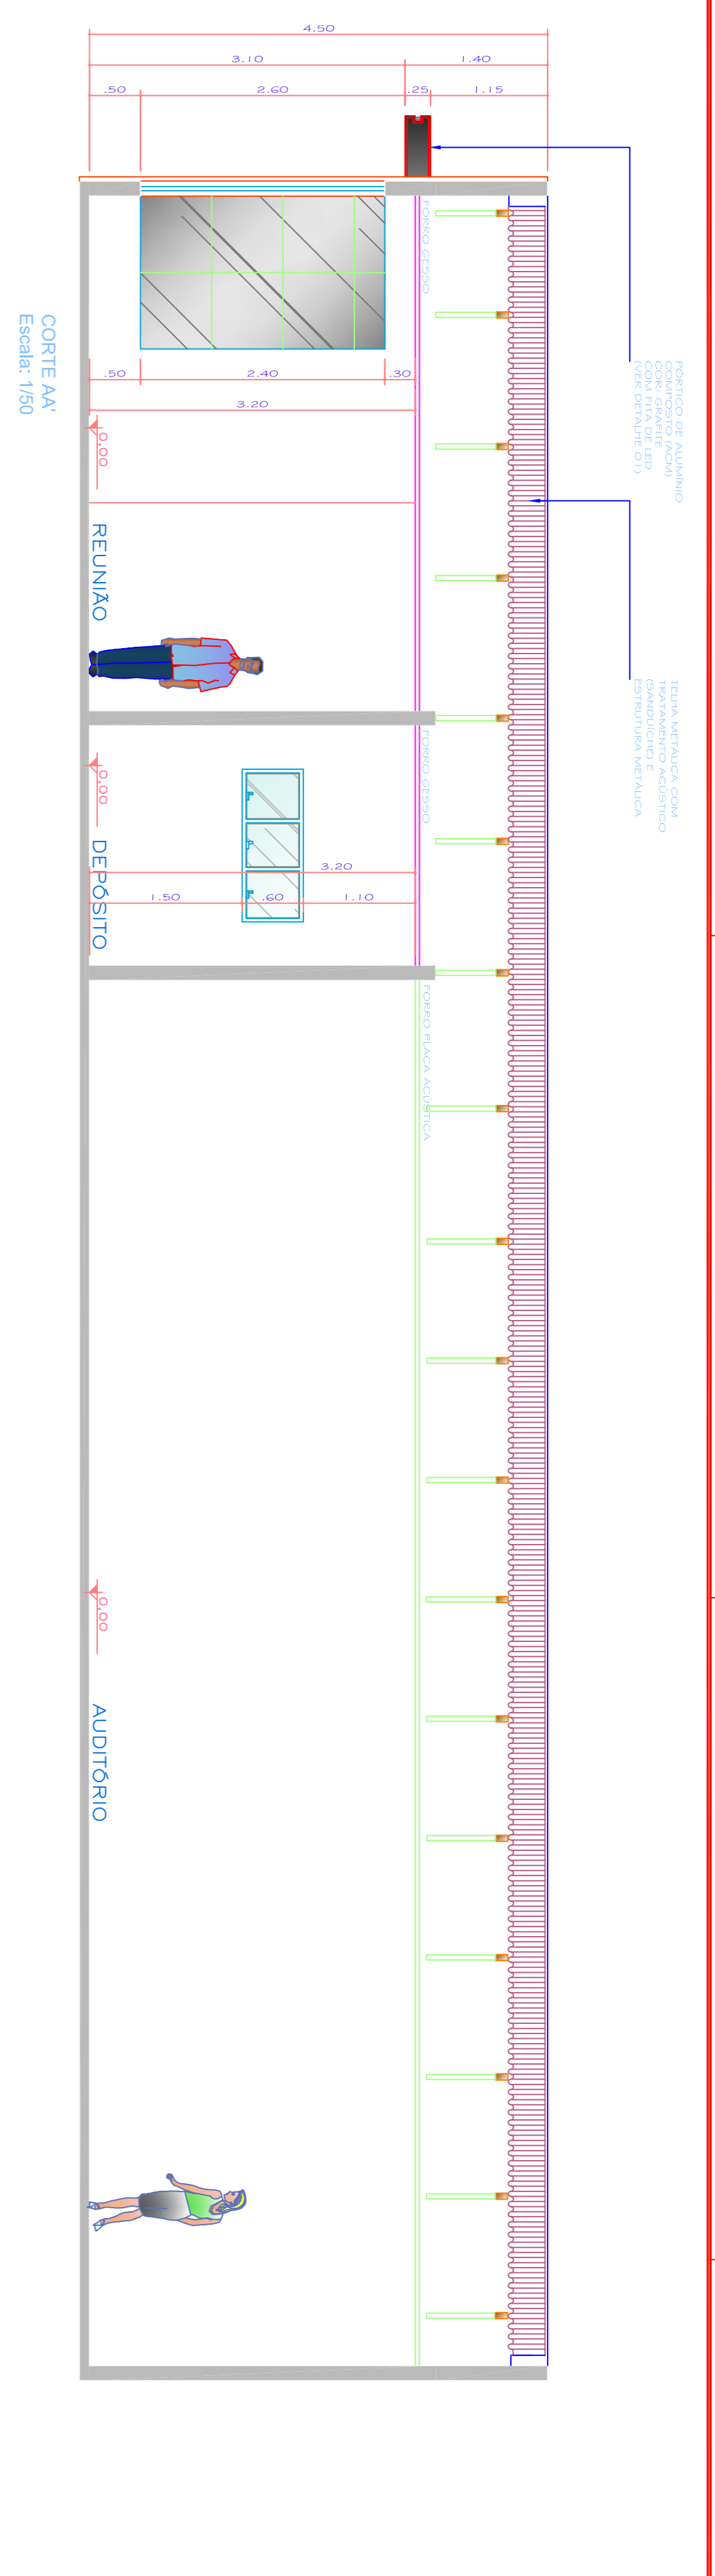 4.50
3.10
1.40
.50
2.60
.25
1.15
PÓRTICO DE ALUMÍNIO
COMPOSTO (ACM)
COR: GRAFITE
COM FITA DE LED
(VER DETALHE 01)
TELHA METÁLICA COM
TRATAMENTO ACÚSTICO
(SANDUÍCHE) E
ESTRUTURA METÁLICA
FORRO GESSO
FORRO GESSO
FORRO PLACA ACÚSTICA
.50
2.40
.30
3.20
0,00
REUNIÃO
0,00
DEPÓSITO
3.20
1.50
.60
1.10
0,00
AUDITÓRIO
CORTE AA'
Escala: 1/50